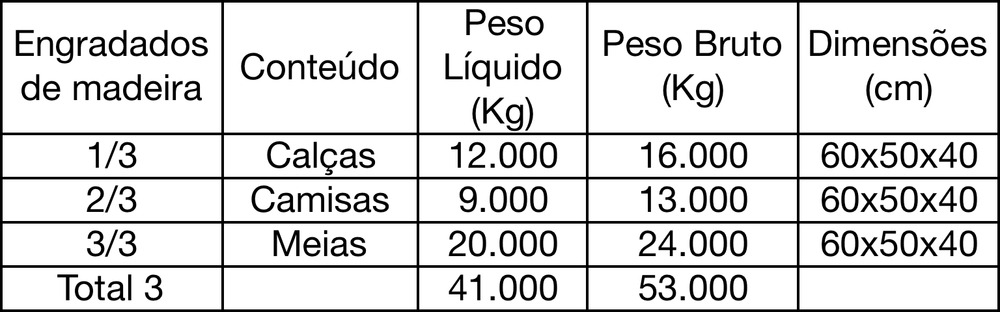 Engradados
de madeira
Conteúdo
Peso
Líquido
(Kg)
Peso Bruto
(Kg)
Dimensões
(cm)
1/3 Calças 12.000 16.000 60x50x40
2/3 Camisas 9.000 13.000 60x50x40
3/3 Meias 20.000 24.000 60x50x40
Total 3 41.000 53.000